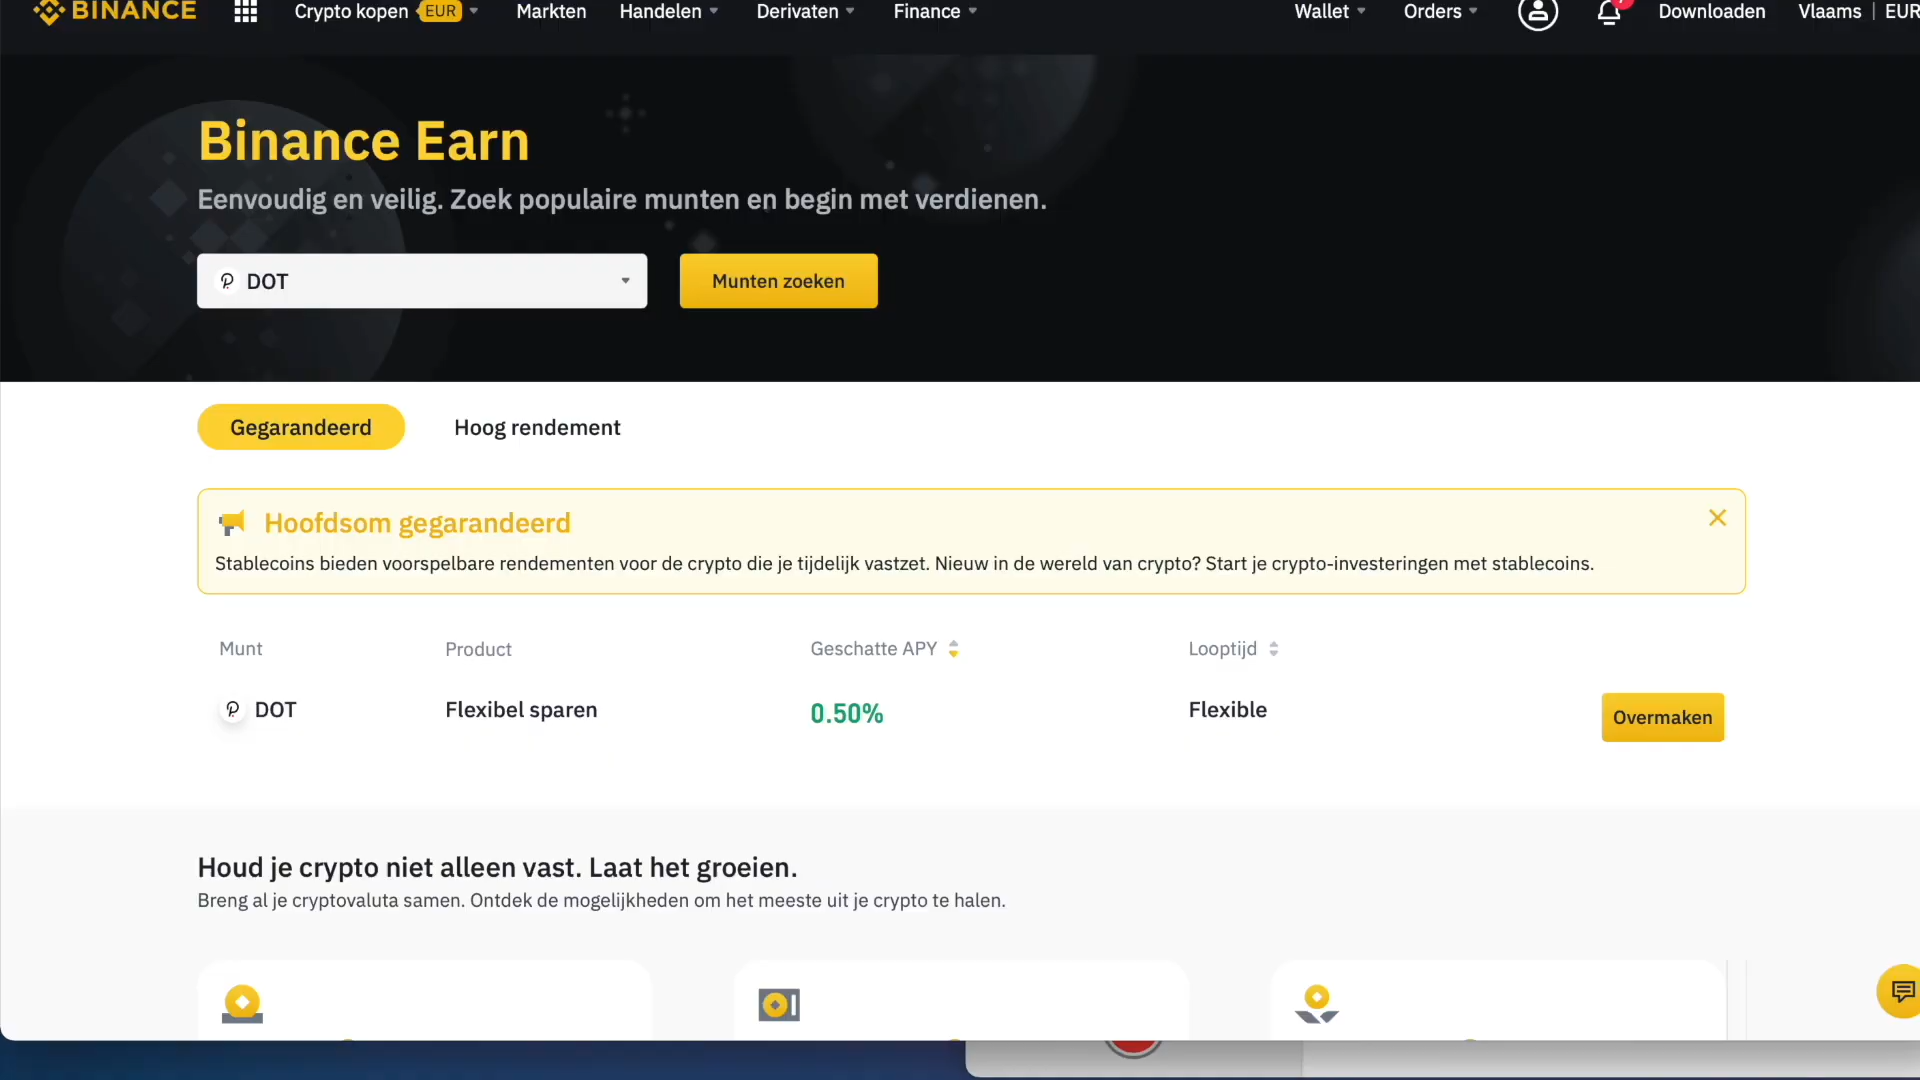 BINANCE
Crypto kopen EUR
Markten
Handelen
Derivaten
Finance
Wallet
Orders
Downloaden
Vlaams | EUR
Binance Earn
Eenvoudig en veilig. Zoek populaire munten en begin met verdienen.
DOT
Munten zoeken
Gegarandeerd
Hoog rendement
Hoofdsom gegarandeerd
Stablecoins bieden voorspelbare rendementen voor de crypto die je tijdelijk vastzet. Nieuw in de wereld van crypto? Start je crypto-investeringen met stablecoins.
Munt
Product
Geschatte APY
Looptijd
DOT
Flexibel sparen
0.50%
Flexible
Overmaken
Houd je crypto niet alleen vast. Laat het groeien.
Breng al je cryptovaluta samen. Ontdek de mogelijkheden om het meeste uit je crypto te halen.